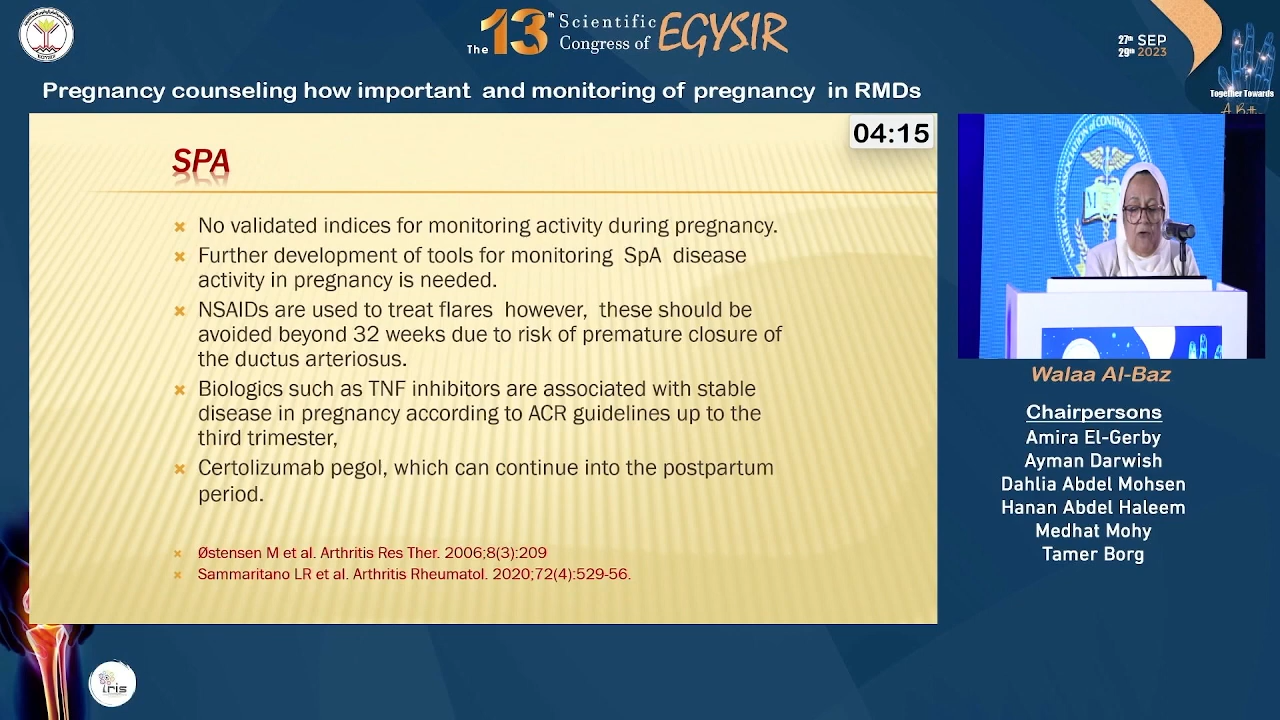 The 13th Scientific
Congress of EGYSIR
27th SEP
29th 2023
Together Towards
Pregnancy counseling how important and monitoring of pregnancy in RMDs
04:15
SPA
No validated indices for monitoring activity during pregnancy.
Further development of tools for monitoring SpA disease
activity in pregnancy is needed.
NSAIDs are used to treat flares however, these should be
avoided beyond 32 weeks due to risk of premature closure of
the ductus arteriosus.
Biologics such as TNF inhibitors are associated with stable
disease in pregnancy according to ACR guidelines up to the
third trimester,
Certolizumab pegol, which can continue into the postpartum
period.
Østensen M et al. Arthritis Res Ther. 2006;8(3):209
Sammaritano LR et al. Arthritis Rheumatol. 2020;72(4):529-56.
Walaa Al-Baz
Chairpersons
Amira El-Gerby
Ayman Darwish
Dahlia Abdel Mohsen
Hanan Abdel Haleem
Medhat Mohy
Tamer Borg
iris